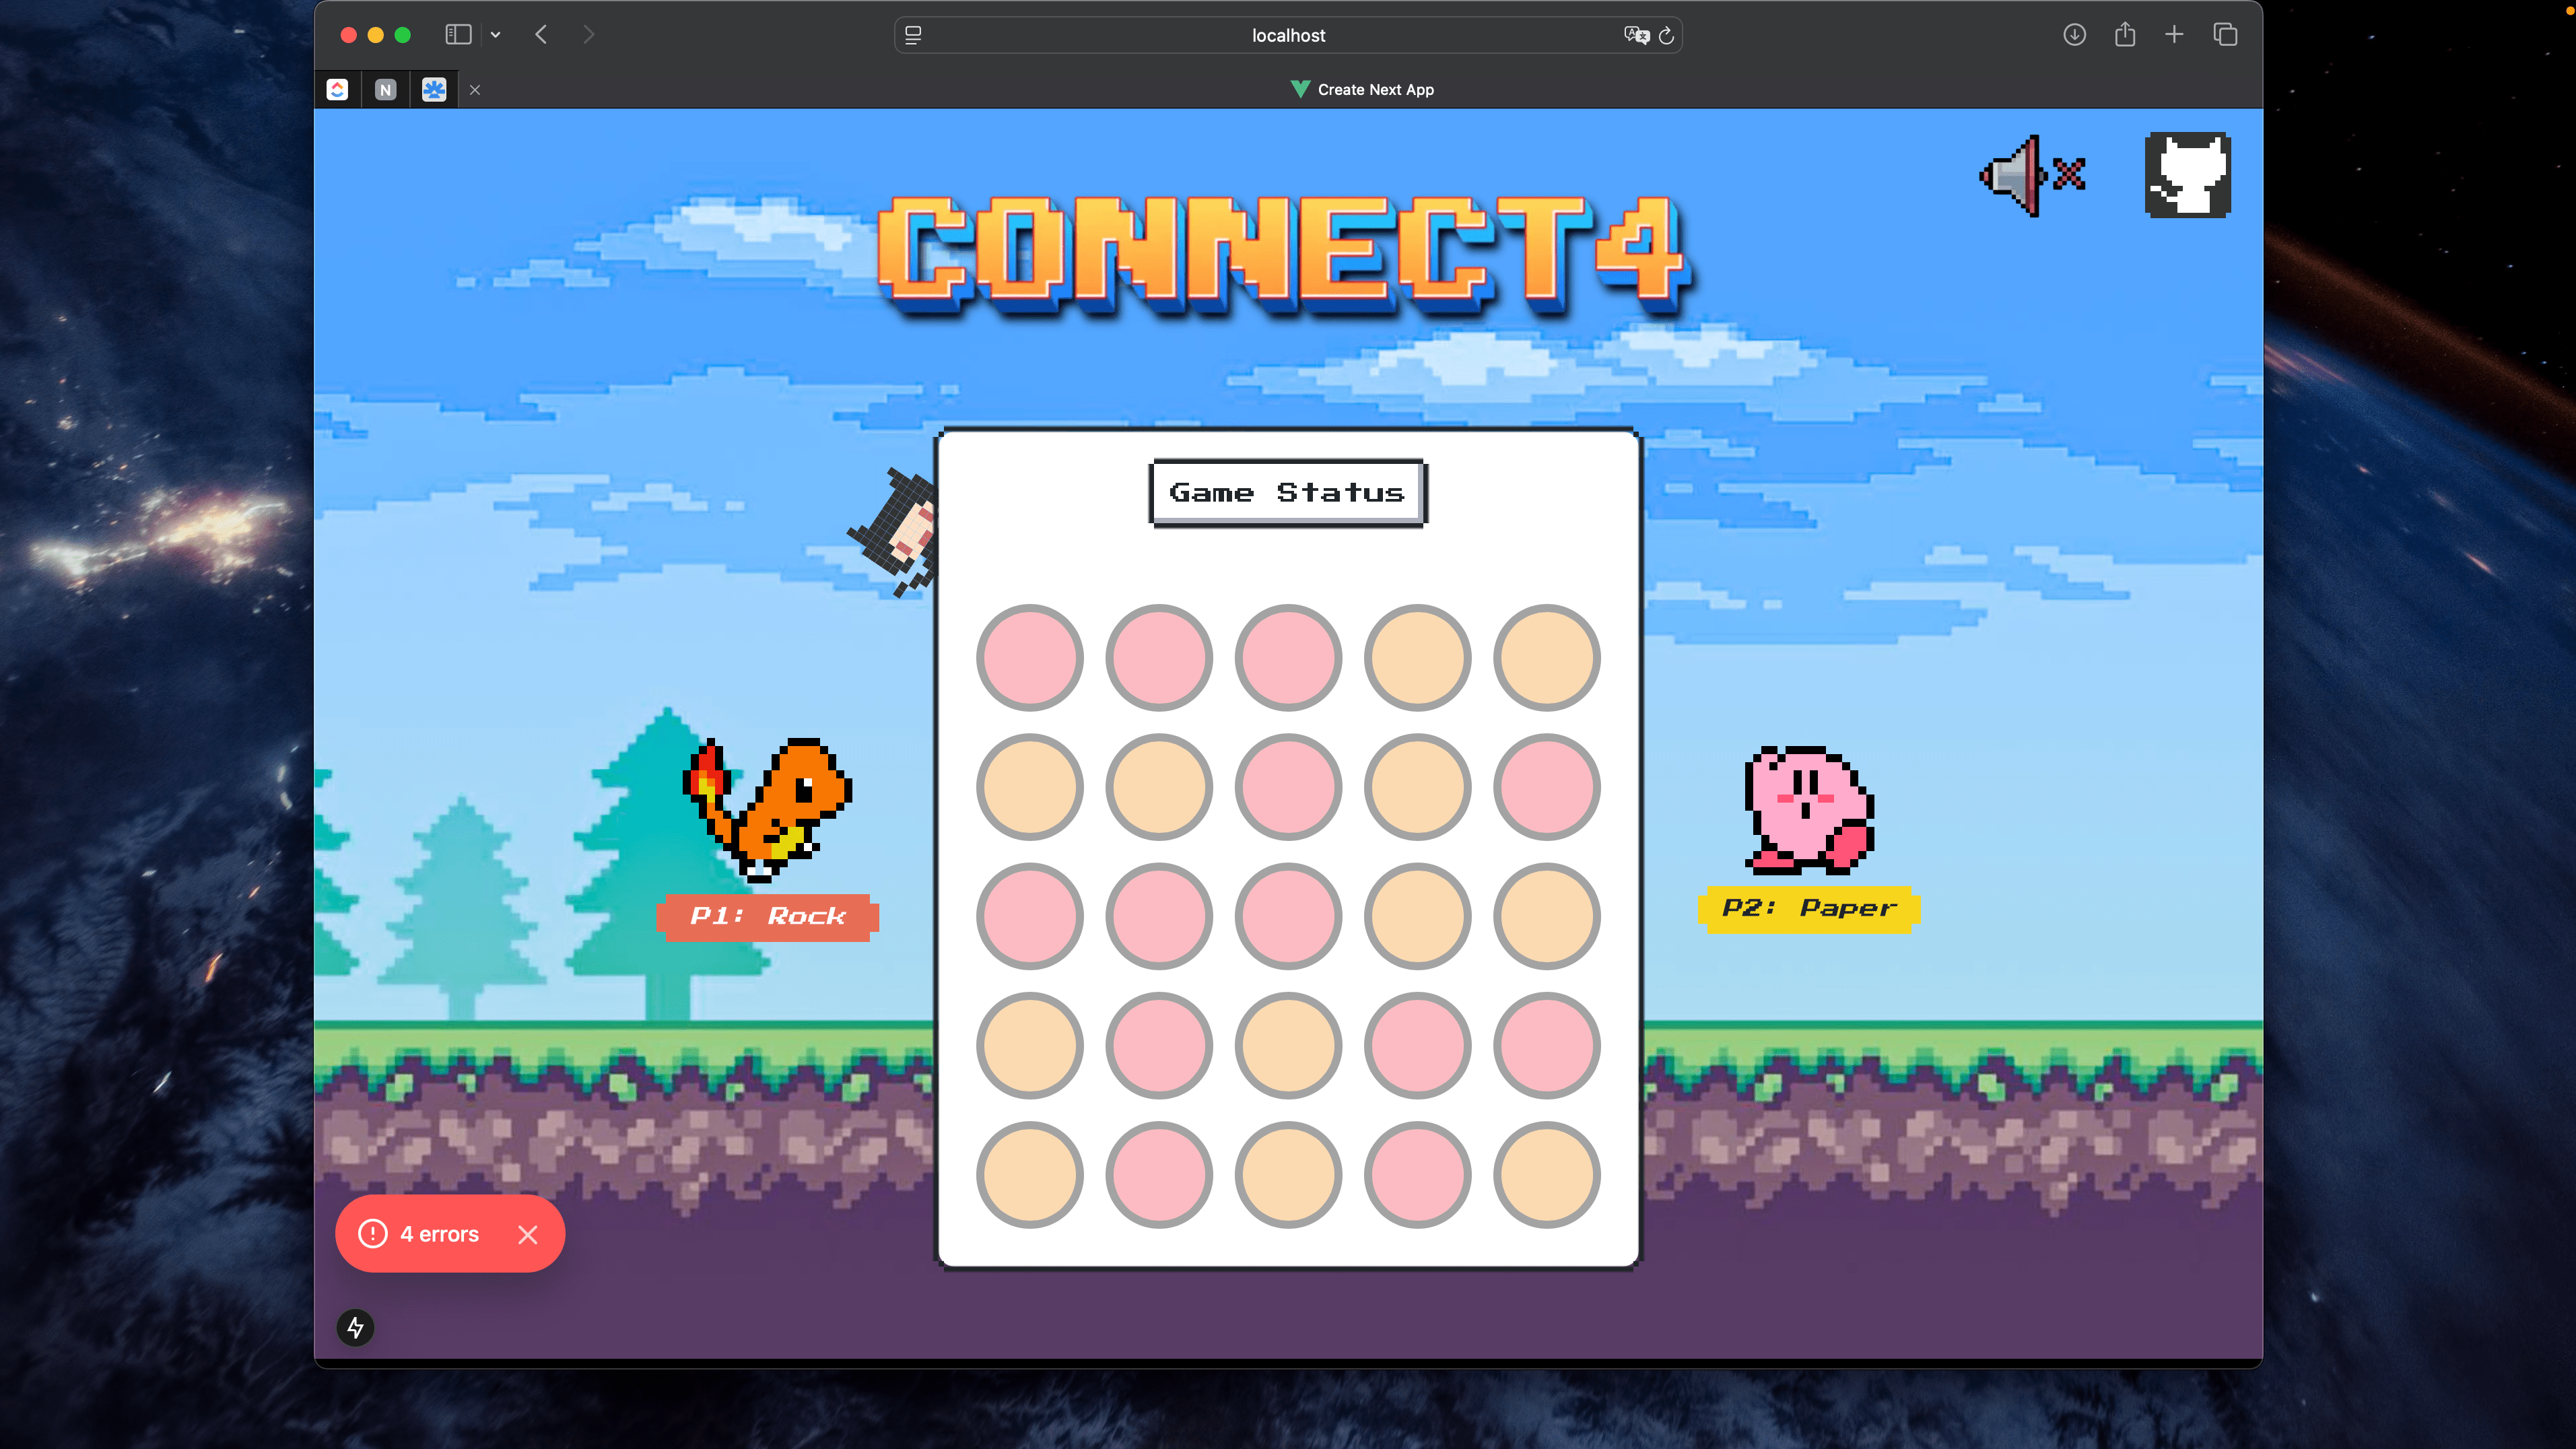 localhost
N
Create Next App
CONNECT4
Game Status
P1: Rock
P2: Paper
4 errors